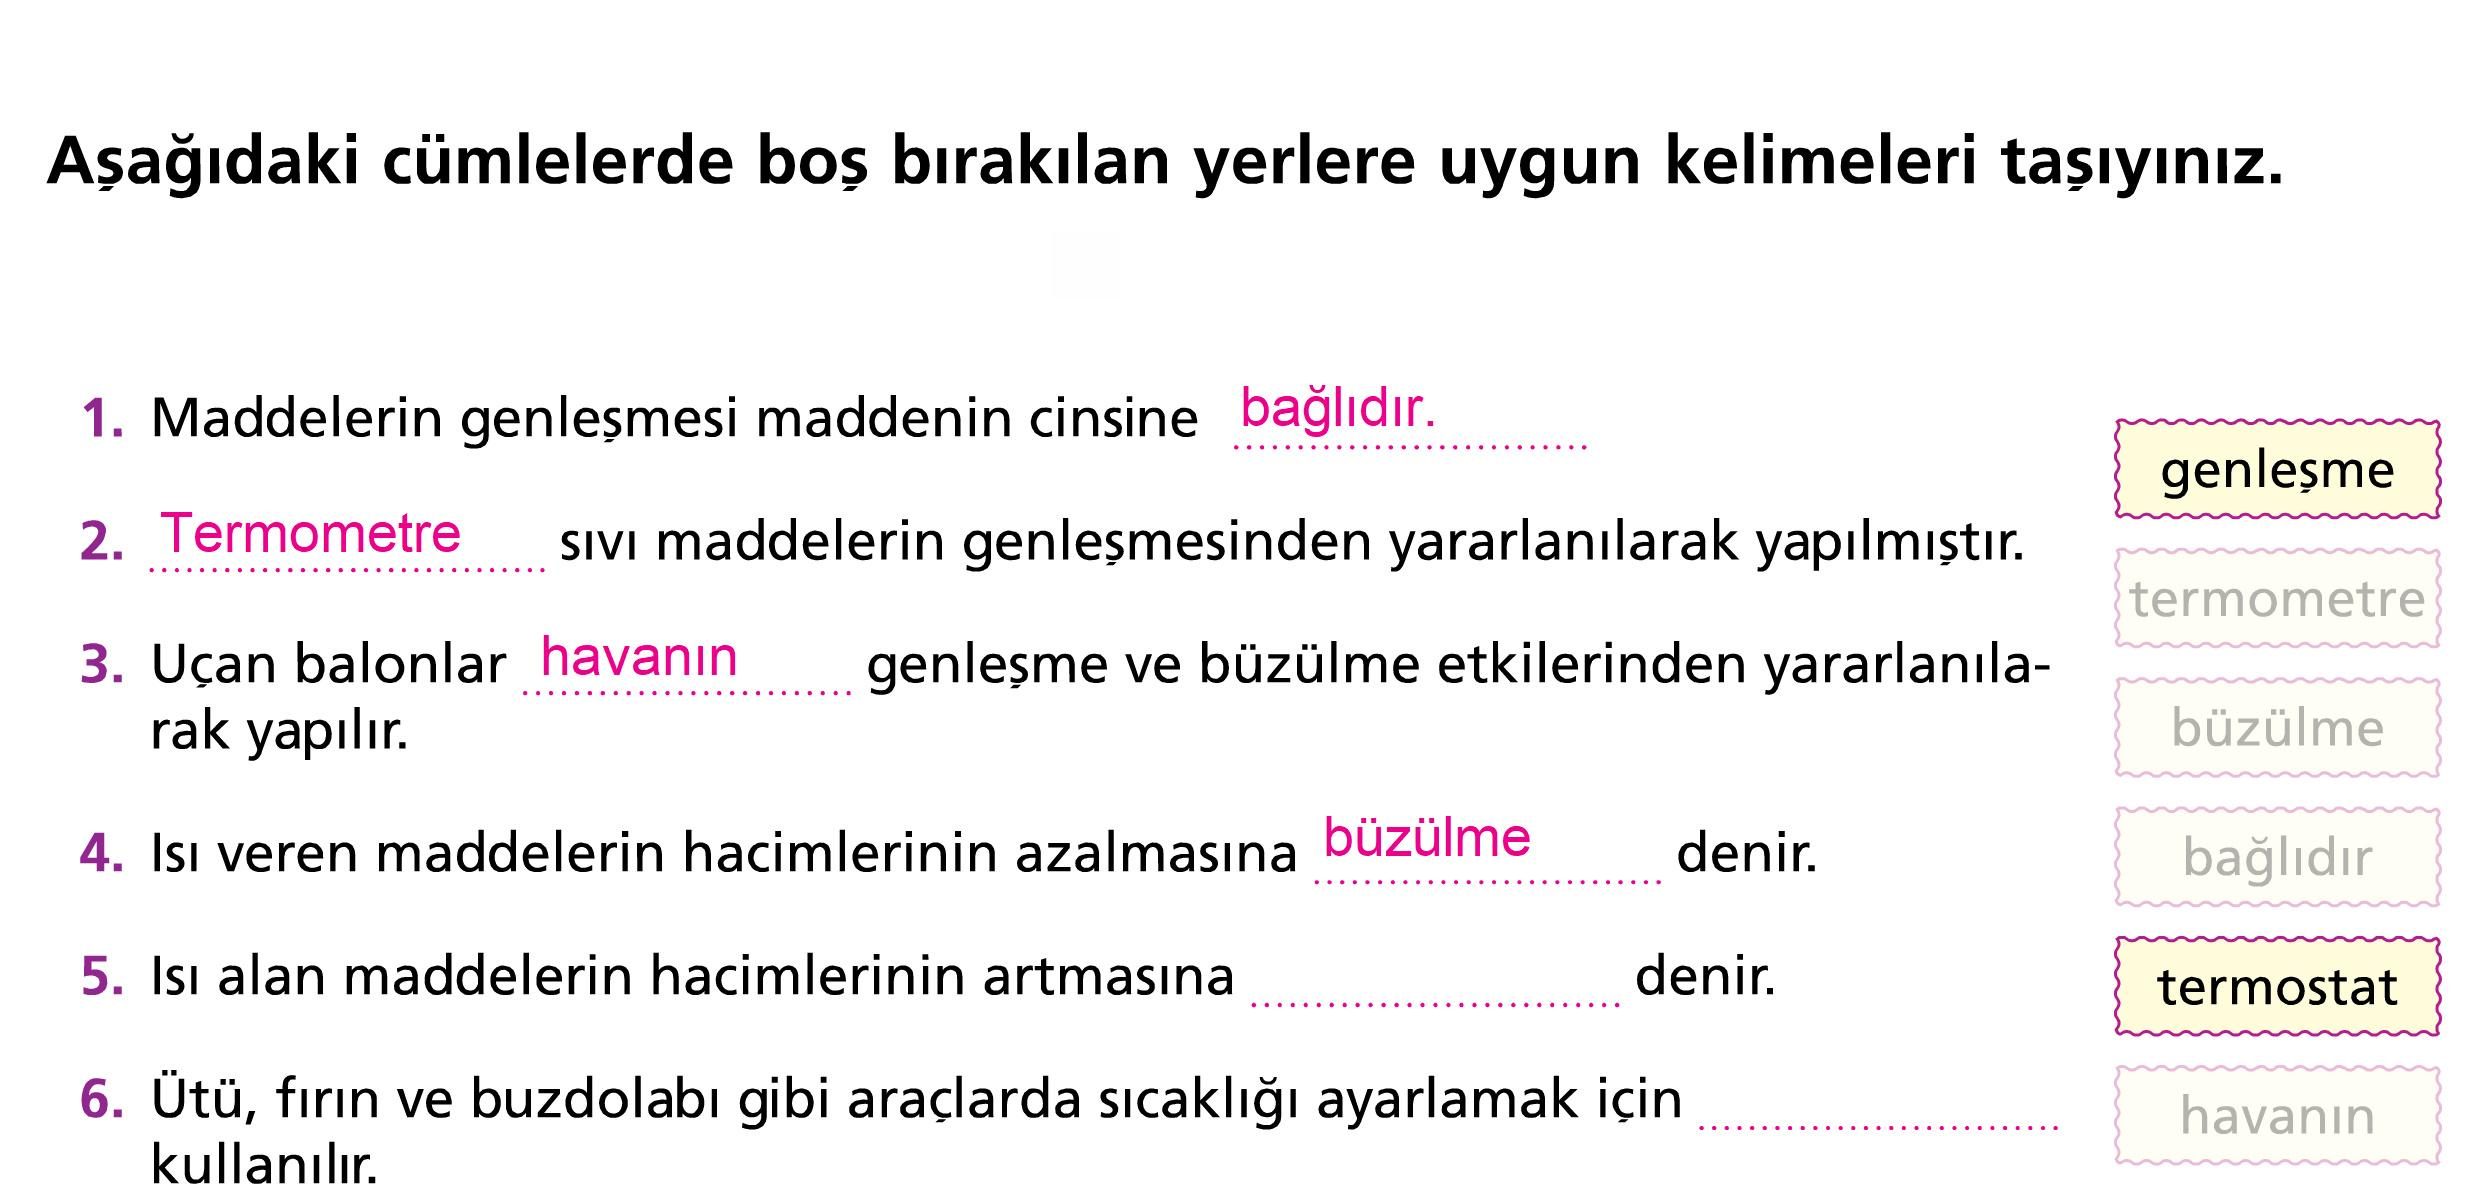 Aşağıdaki cümlelerde boş bırakılan yerlere uygun kelimeleri taşıyınız.
1. Maddelerin genleşmesi maddenin cinsine bağlıdır.
2. Termometre sıvı maddelerin genleşmesinden yararlanılarak yapılmıştır.
3. Uçan balonlar havanın genleşme ve büzülme etkilerinden yararlanıla-
rak yapılır.
4. Isı veren maddelerin hacimlerinin azalmasına büzülme denir.
5. Isı alan maddelerin hacimlerinin artmasına ............................ denir.
6. Ütü, fırın ve buzdolabı gibi araçlarda sıcaklığı ayarlamak için ............................
kullanılır.
genleşme
termometre
büzülme
bağlıdır
termostat
havanın